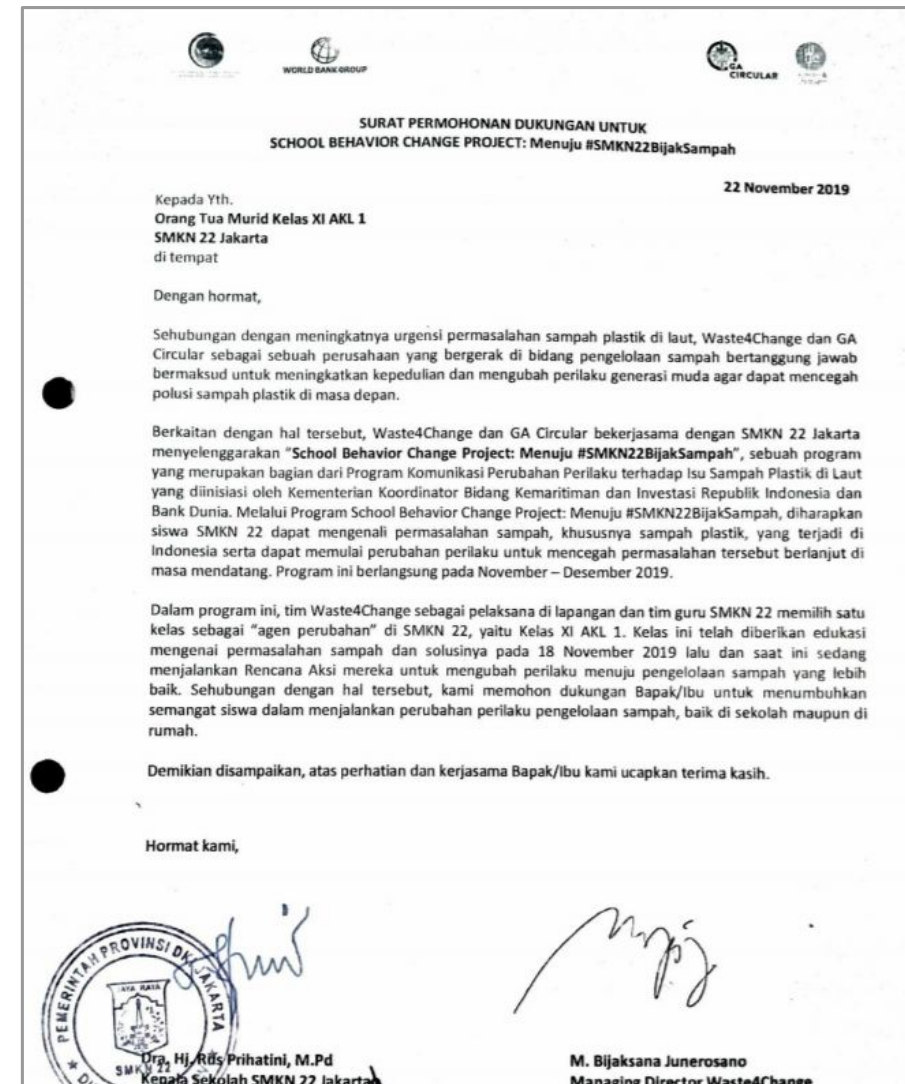 WORLD BANK GROUP
GA
CIRCULAR
SURAT PERMOHONAN DUKUNGAN UNTUK
SCHOOL BEHAVIOR CHANGE PROJECT: Menuju #SMKN22BijakSampah
22 November 2019
Kepada Yth.
Orang Tua Murid Kelas XI AKL 1
SMKN 22 Jakarta
di tempat
Dengan hormat,
Sehubungan dengan meningkatnya urgensi permasalahan sampah plastik di laut, Waste4Change dan GA
Circular sebagai sebuah perusahaan yang bergerak di bidang pengelolaan sampah bertanggung jawab
bermaksud untuk meningkatkan kepedulian dan mengubah perilaku generasi muda agar dapat mencegah
polusi sampah plastik di masa depan.
Berkaitan dengan hal tersebut, Waste4Change dan GA Circular bekerjasama dengan SMKN 22 Jakarta
menyelenggarakan "School Behavior Change Project: Menuju #SMKN22BijakSampah", sebuah program
yang merupakan bagian dari Program Komunikasi Perubahan Perilaku terhadap Isu Sampah Plastik di Laut
yang diinisiasi oleh Kementerian Koordinator Bidang Kemaritiman dan Investasi Republik Indonesia dan
Bank Dunia. Melalui Program School Behavior Change Project: Menuju #SMKN22BijakSampah, diharapkan
siswa SMKN 22 dapat mengenali permasalahan sampah, khususnya sampah plastik, yang terjadi di
Indonesia serta dapat memulai perubahan perilaku untuk mencegah permasalahan tersebut berlanjut di
masa mendatang. Program ini berlangsung pada November – Desember 2019.
Dalam program ini, tim Waste4Change sebagai pelaksana di lapangan dan tim guru SMKN 22 memilih satu
kelas sebagai "agen perubahan" di SMKN 22, yaitu Kelas XI AKL 1. Kelas ini telah diberikan edukasi
mengenai permasalahan sampah dan solusinya pada 18 November 2019 lalu dan saat ini sedang
menjalankan Rencana Aksi mereka untuk mengubah perilaku menuju pengelolaan sampah yang lebih
baik. Sehubungan dengan hal tersebut, kami memohon dukungan Bapak/Ibu untuk menumbuhkan
semangat siswa dalam menjalankan perubahan perilaku pengelolaan sampah, baik di sekolah maupun di
rumah.
Demikian disampaikan, atas perhatian dan kerjasama Bapak/Ibu kami ucapkan terima kasih.
Hormat kami,
PEMERINTAH PROVINSI DKI JAKARTA
JAYA RAYA
SMKN 22
Dra. Hj. Rus Prihatini, M.Pd
Kepala Sekolah SMKN 22 Jakarta
M. Bijaksana Junerosano
Managing Director Waste4Change